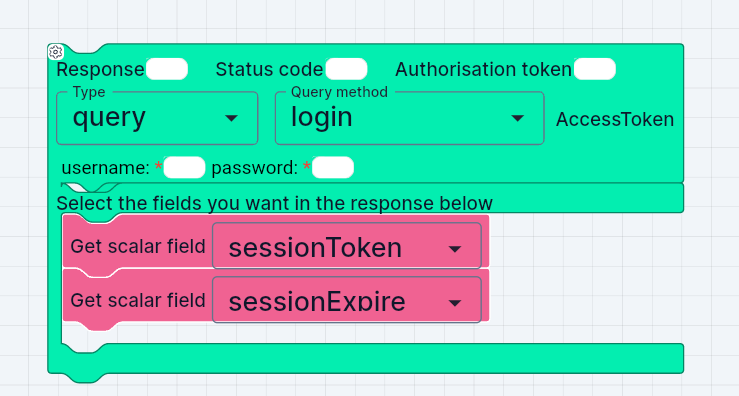 Response Status code Authorisation token
Type Query method
query login AccessToken
username: * password: *
Select the fields you want in the response below
Get scalar field sessionToken
Get scalar field sessionExpire